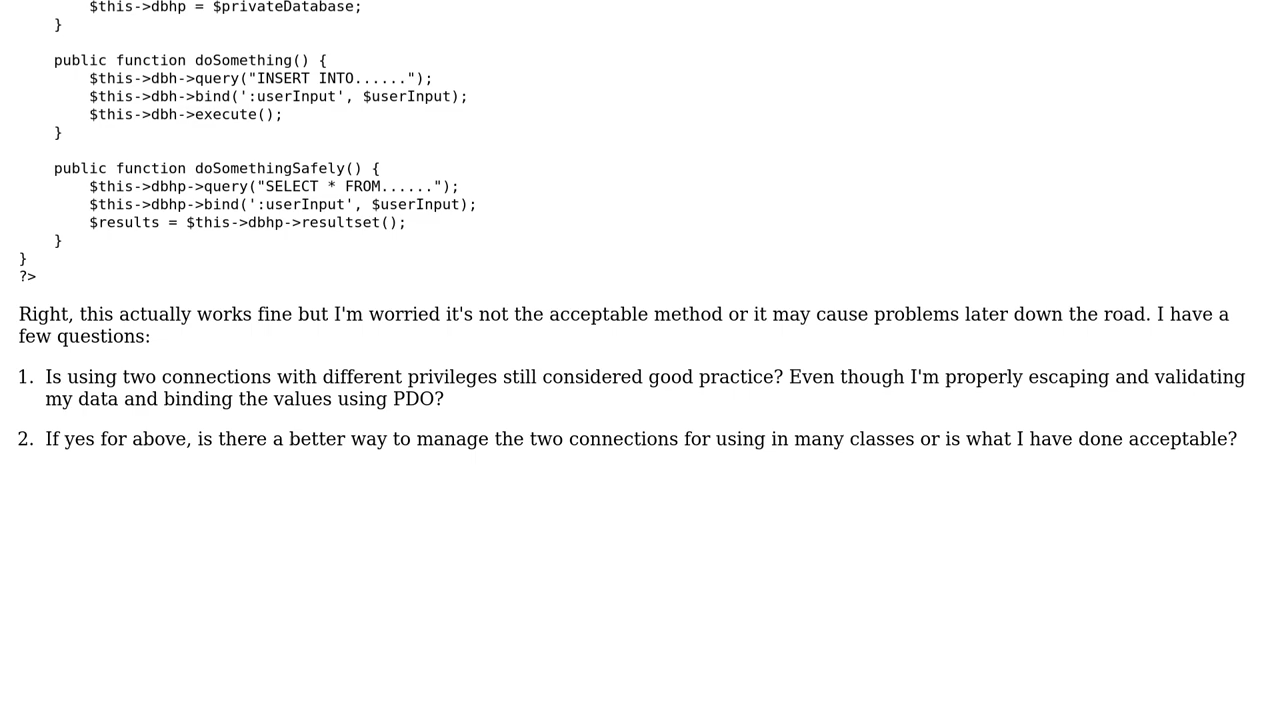 $this->dbhp = $privateDatabase;
    }

    public function doSomething() {
        $this->dbh->query("INSERT INTO......");
        $this->dbh->bind(':userInput', $userInput);
        $this->dbh->execute();
    }

    public function doSomethingSafely() {
        $this->dbhp->query("SELECT * FROM......");
        $this->dbhp->bind(':userInput', $userInput);
        $results = $this->dbhp->resultset();
    }
}
?>
Right, this actually works fine but I'm worried it's not the acceptable method or it may cause problems later down the road. I have a
few questions:
1. Is using two connections with different privileges still considered good practice? Even though I'm properly escaping and validating
my data and binding the values using PDO?
2. If yes for above, is there a better way to manage the two connections for using in many classes or is what I have done acceptable?